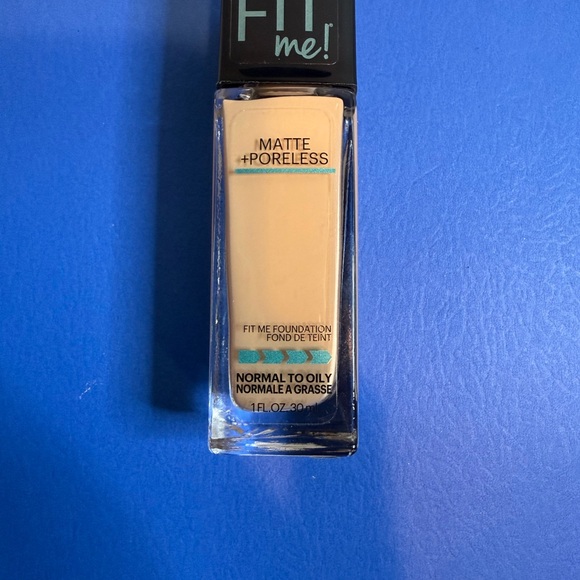 FIT
me!
MATTE
+PORELESS
FIT ME FOUNDATION
FOND DE TEINT
NORMAL TO OILY
NORMALE A GRASSE
1 FL.OZ. 30